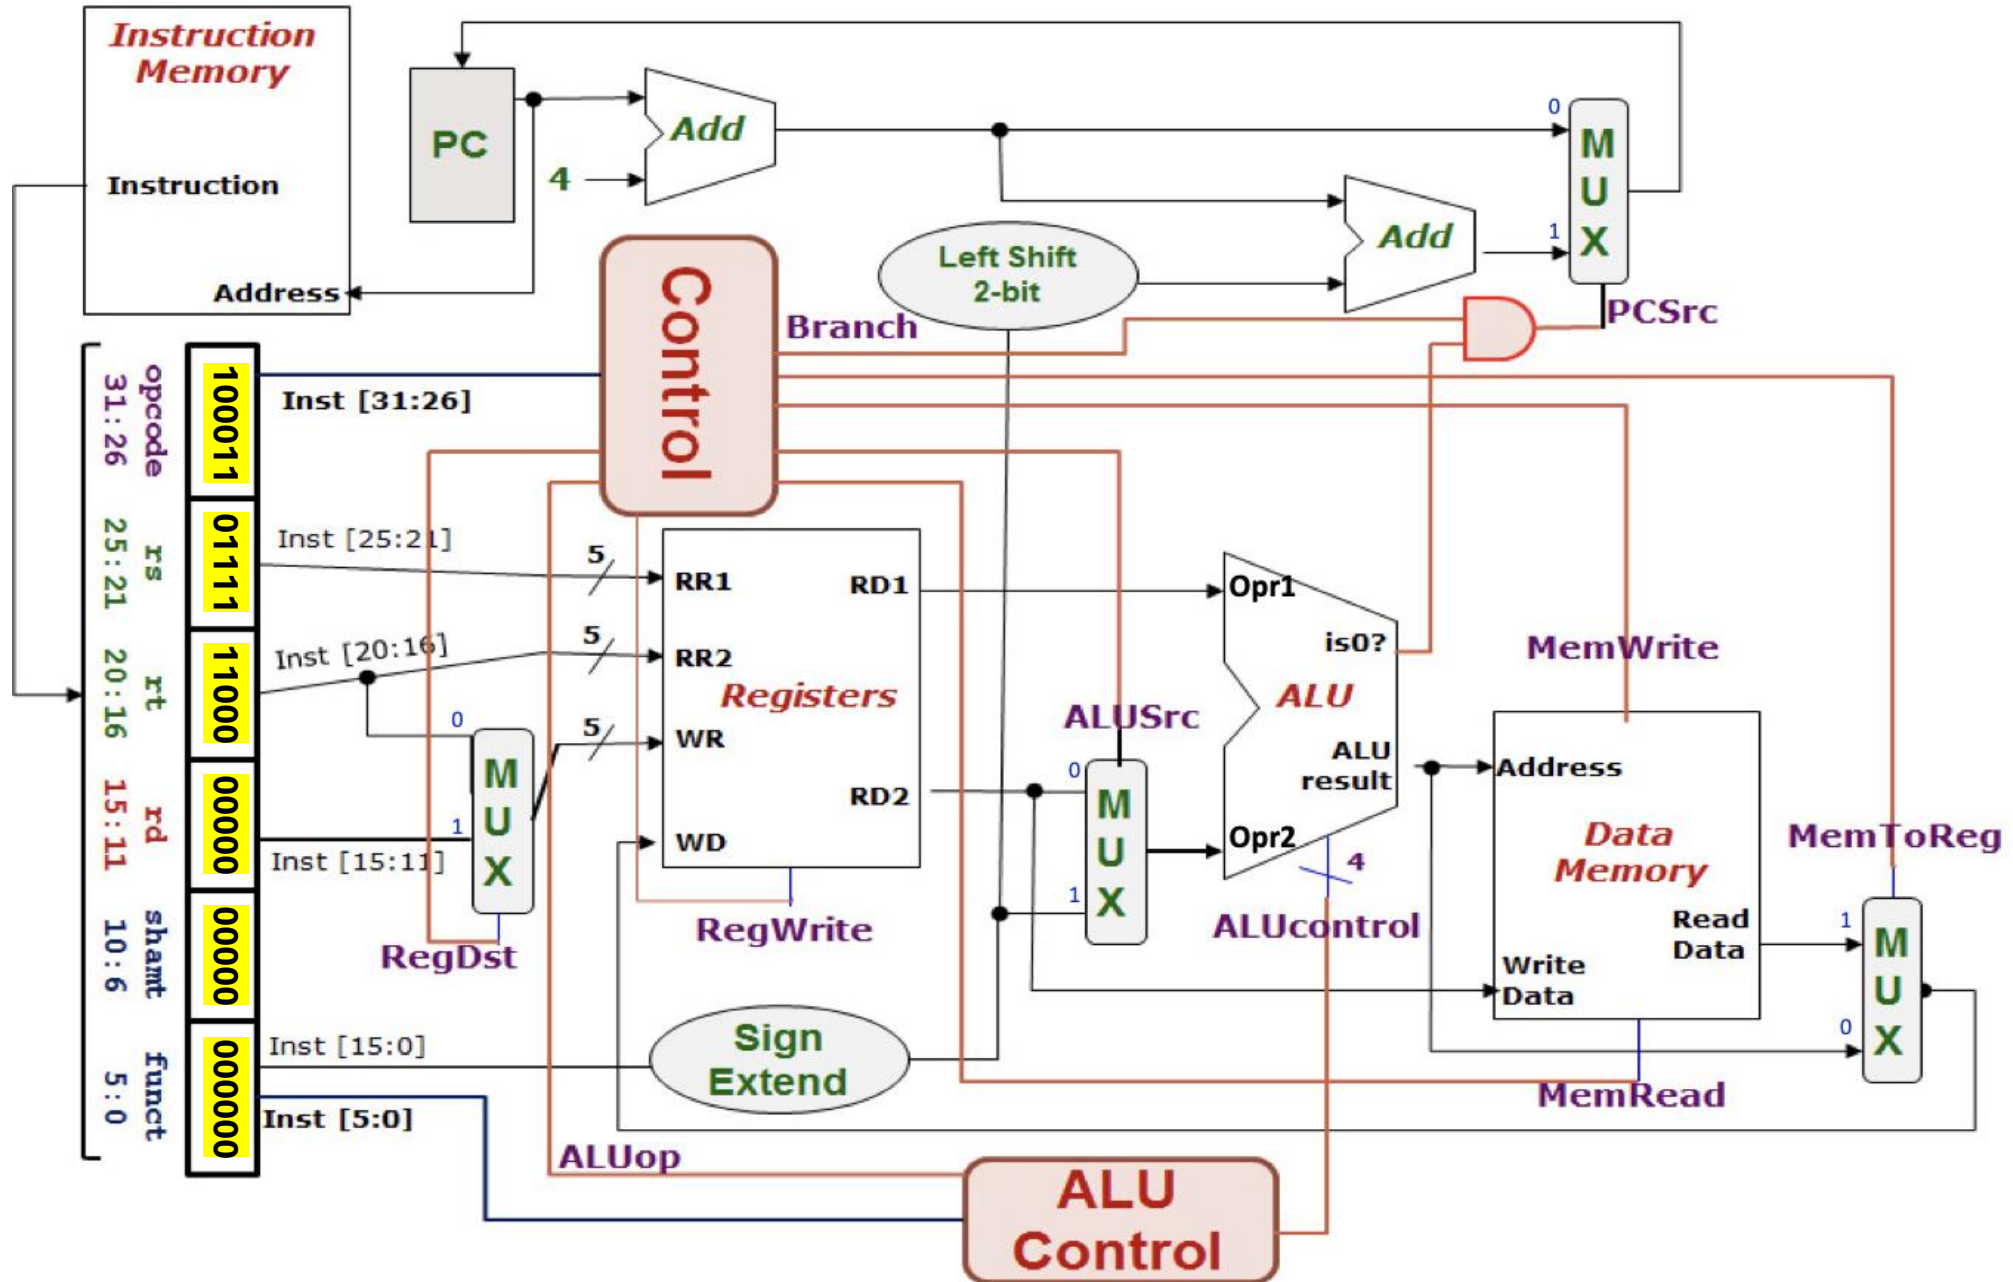 Instruction
Memory
Instruction
Address
PC
4
Add
Add
0
1
M
U
X
PCSrc
Left Shift
2-bit
Control
Branch
opcode
31:26
100011
Inst [31:26]
rs
25:21
01111
Inst [25:21]
5
rt
20:16
11000
Inst [20:16]
5
rd
15:11
00000
Inst [15:11]
5
shamt
10:6
00000
funct
5:0
000000
Inst [15:0]
Inst [5:0]
0
1
M
U
X
RegDst
RR1
RR2
WR
WD
RD1
RD2
Registers
RegWrite
Sign
Extend
ALUSrc
0
1
M
U
X
Opr1
Opr2
is0?
ALU
ALU
result
4
ALUcontrol
MemWrite
Address
Data
Memory
Read
Data
Write
Data
MemRead
MemToReg
1
0
M
U
X
ALUop
ALU
Control